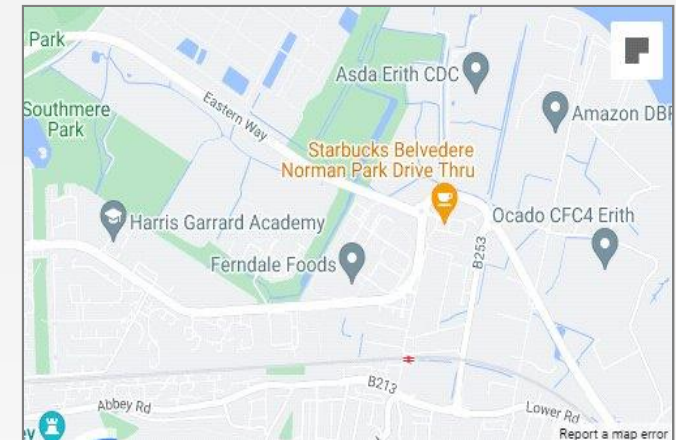 Park
Asda Erith CDC
Southmere
Park
Eastern Way
Amazon
Starbucks Belvedere
Norman Park Drive Thru
Harris Garrard Academy
Ocado CFC4 Erith
Ferndale Foods
B253
B213
Abbey Rd
Lower Rd
Report a map error